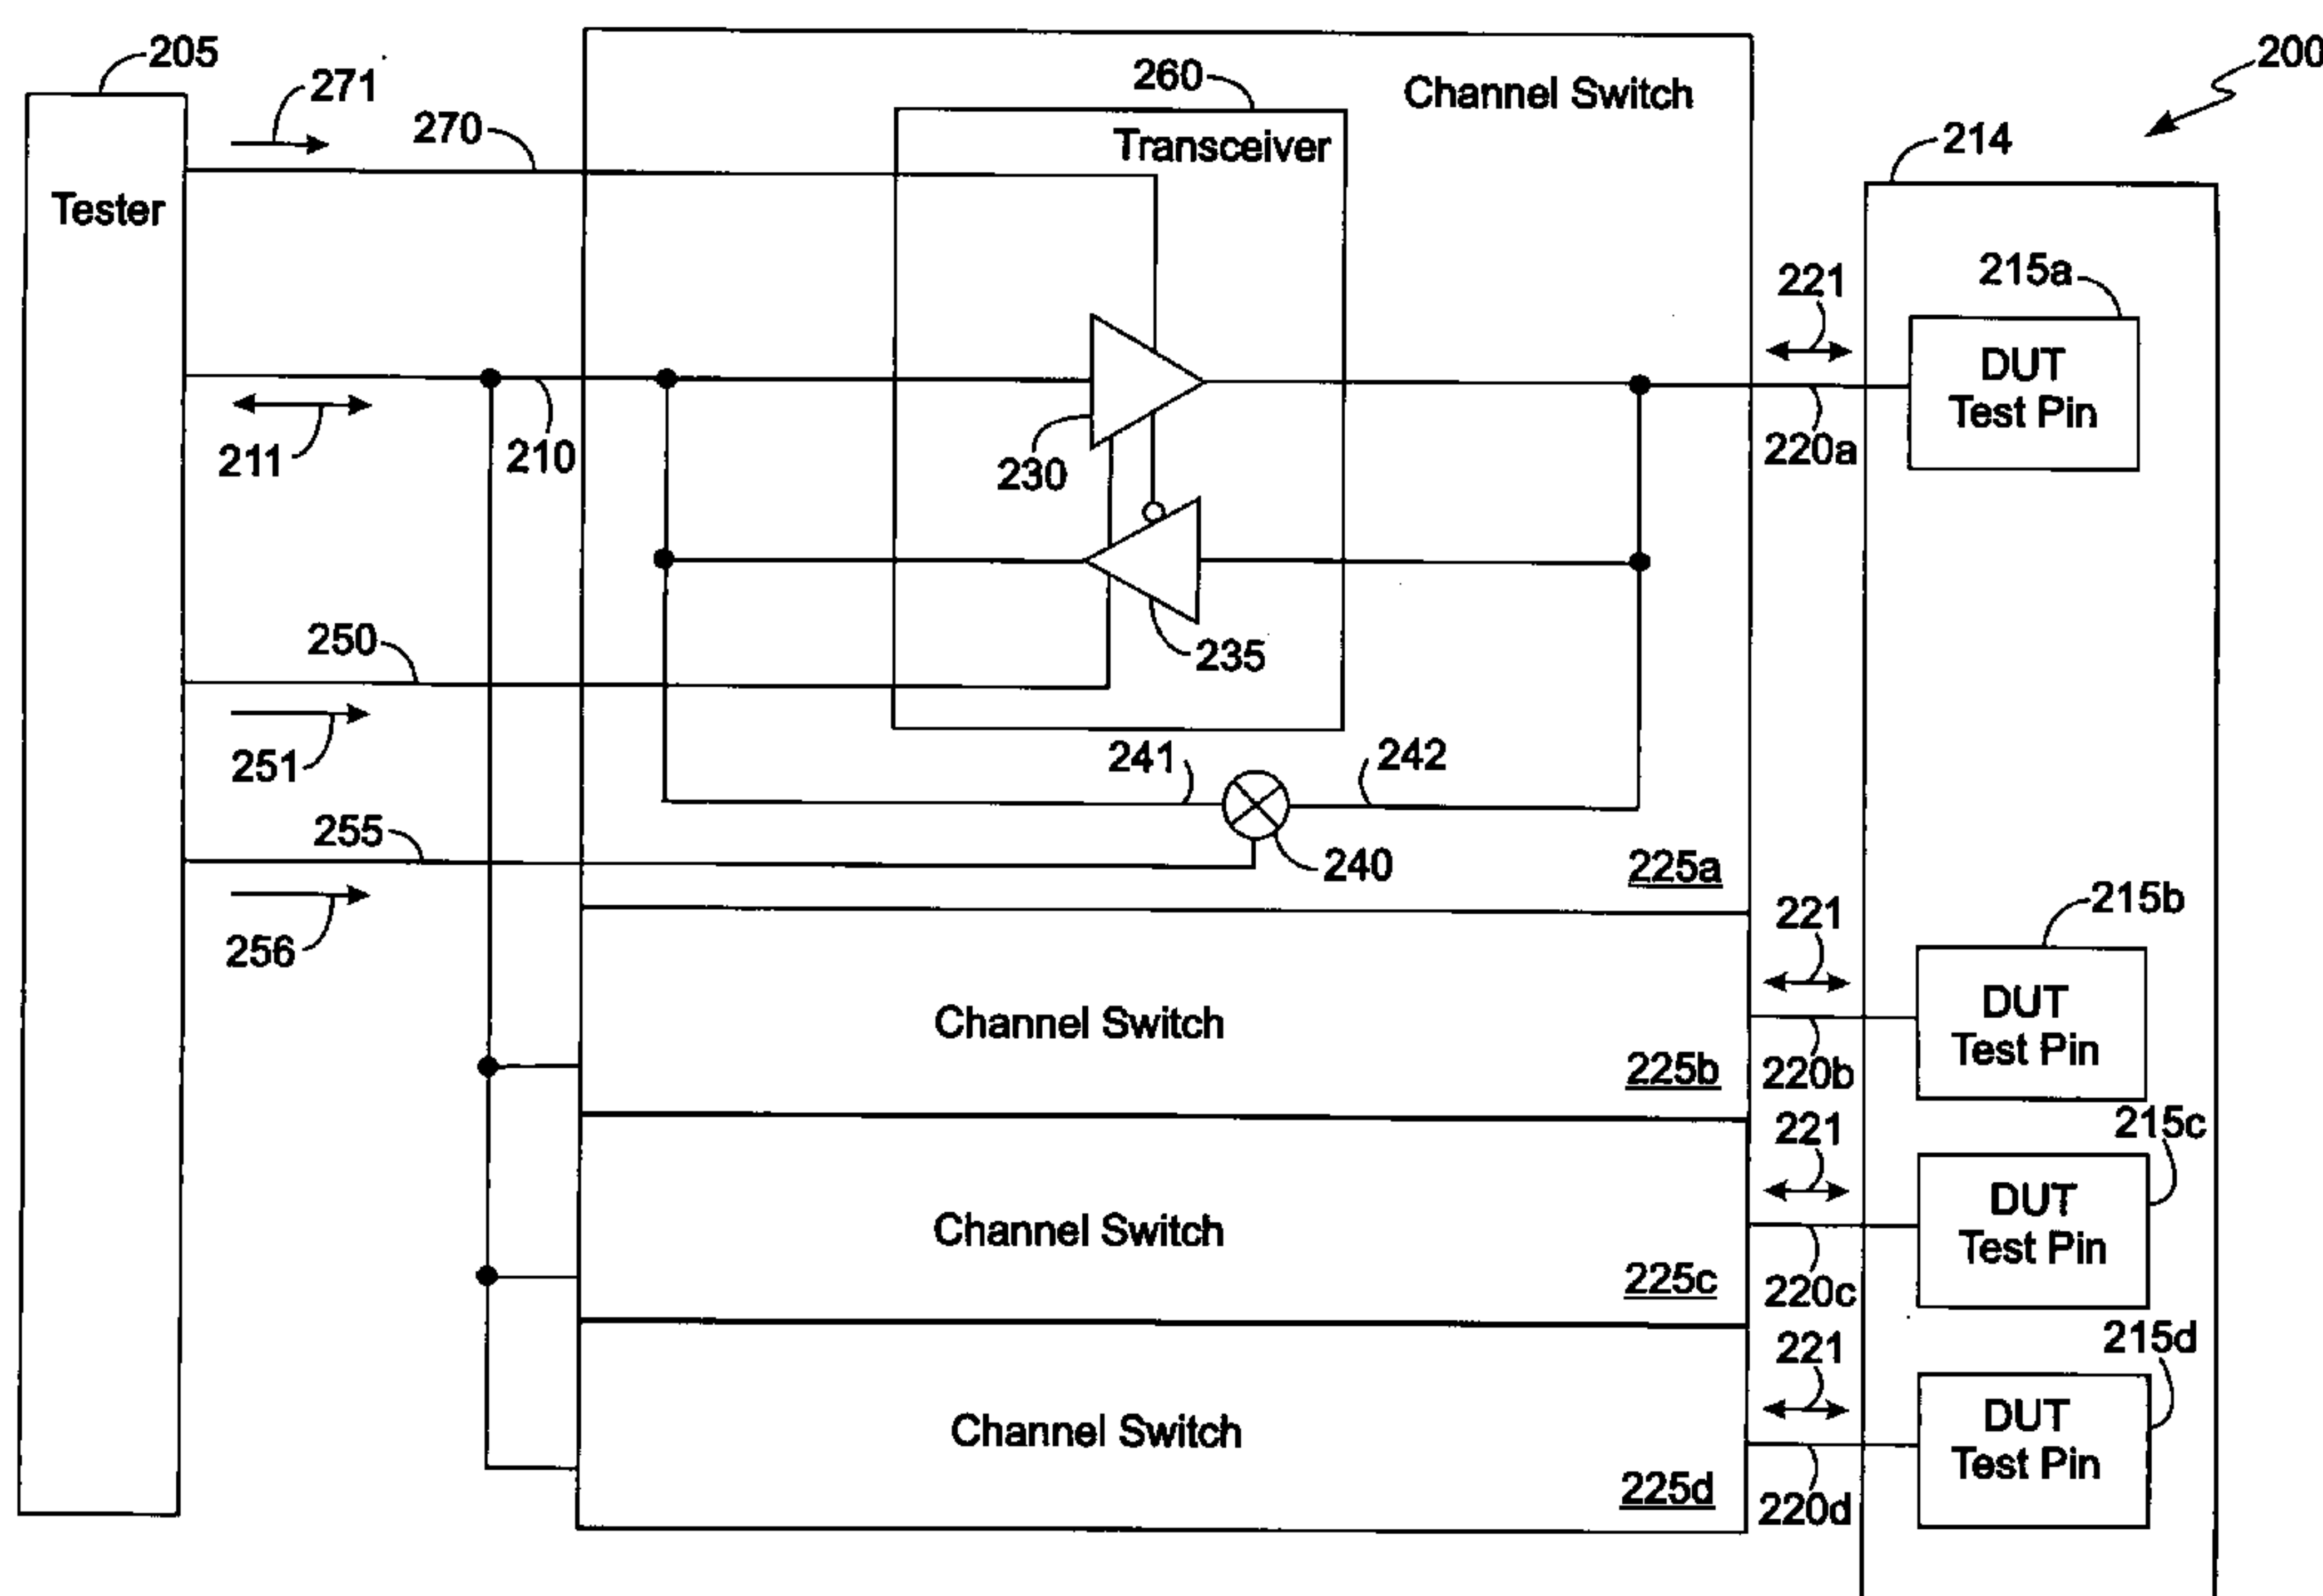 205
271
270
260
Channel Switch
200
Transceiver
214
Tester
221
215a
DUT
Test Pin
211
210
230
220a
250
235
251
241
242
255
240
225a
256
221
215b
Channel Switch
DUT
Test Pin
225b
220b
221
215c
Channel Switch
DUT
Test Pin
225c
220c
221
215d
Channel Switch
DUT
Test Pin
225d
220d